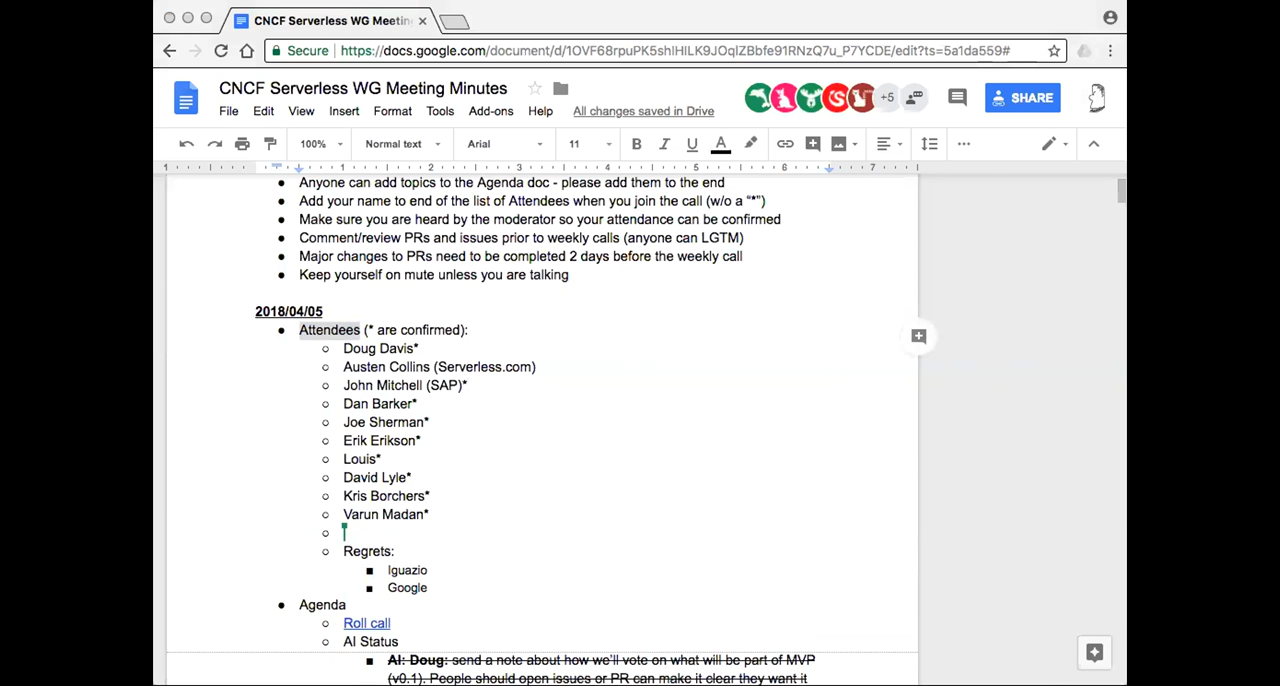 CNCF Serverless WG Meetin
Secure https://docs.google.com/document/d/1OVF68rpuPK5shlHILK9JOqlZBbfe91RNzQ7u_P7YCDE/edit?ts=5a1da559#
CNCF Serverless WG Meeting Minutes
File Edit View Insert Format Tools Add-ons Help All changes saved in Drive
+5
SHARE
100% Normal text Arial 11 B I U A
1 1 2 3 4 5 6 7
• Anyone can add topics to the Agenda doc - please add them to the end
• Add your name to end of the list of Attendees when you join the call (w/o a “*”)
• Make sure you are heard by the moderator so your attendance can be confirmed
• Comment/review PRs and issues prior to weekly calls (anyone can LGTM)
• Major changes to PRs need to be completed 2 days before the weekly call
• Keep yourself on mute unless you are talking
2018/04/05
• Attendees (* are confirmed):
○ Doug Davis*
○ Austen Collins (Serverless.com)
○ John Mitchell (SAP)*
○ Dan Barker*
○ Joe Sherman*
○ Erik Erikson*
○ Louis*
○ David Lyle*
○ Kris Borchers*
○ Varun Madan*
○
○ Regrets:
■ Iguazio
■ Google
• Agenda
○ Roll call
○ AI Status
■ AI: Doug: send a note about how we'll vote on what will be part of MVP
(v0.1). People should open issues or PR can make it clear they want it